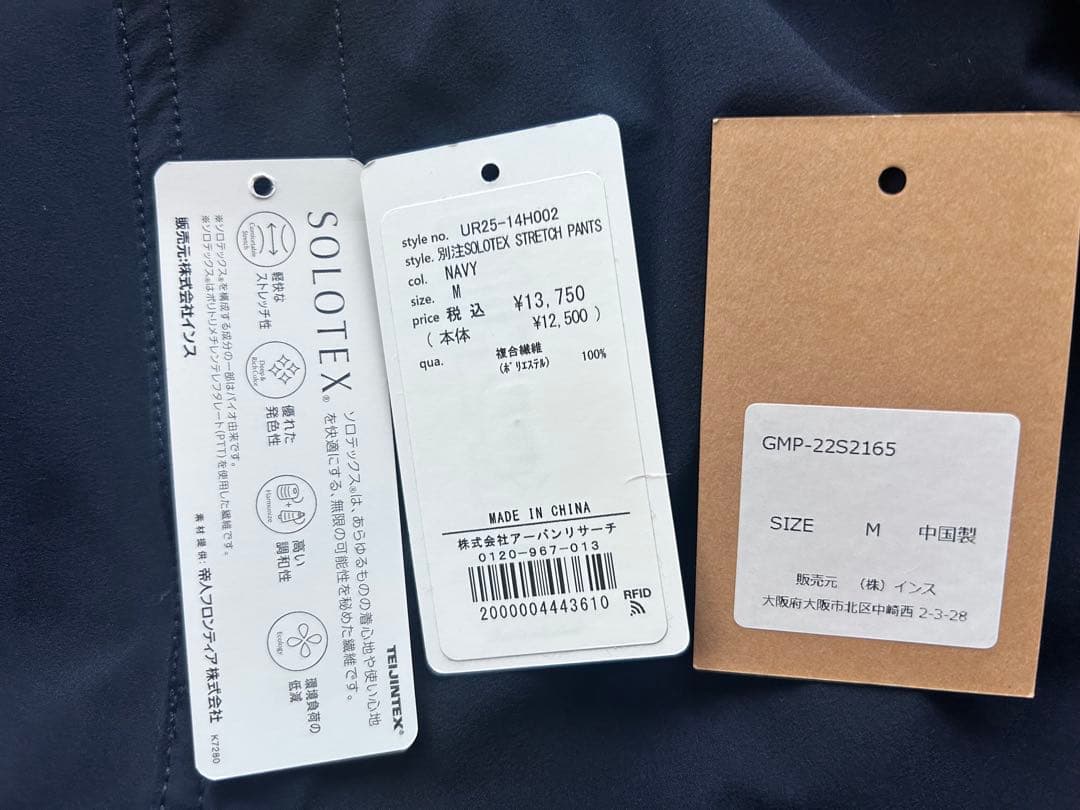 SOLOTEX®
ソロテックス®は、あらゆるものの着心地や使い心地
を快適にする、無限の可能性を秘めた繊維です。
TEIJINTEX®
Comfortable Stretch
軽快な
ストレッチ性
Deep & Rich Color
優れた
発色性
Harmonize
高い
調和性
Ecology
環境負荷の
低減
※ソロテックス®を構成する成分の一部はバイオ由来です。
※ソロテックス®はポリトリメチレンテレフタレート(PTT)を使用した繊維です。
販売元:株式会社インス
素材提供:帝人フロンティア株式会社
K7280
style no. UR25-14H002
style. 別注SOLOTEX STRETCH PANTS
col. NAVY
size. M
price 税込 ¥13,750
(本体 ¥12,500)
qua. 複合繊維 100%
(ポリエステル)
MADE IN CHINA
株式会社アーバンリサーチ
0120-967-013
2000004443610
RFID
GMP-22S2165
SIZE M 中国製
販売元 (株)インス
大阪府大阪市北区中崎西 2-3-28